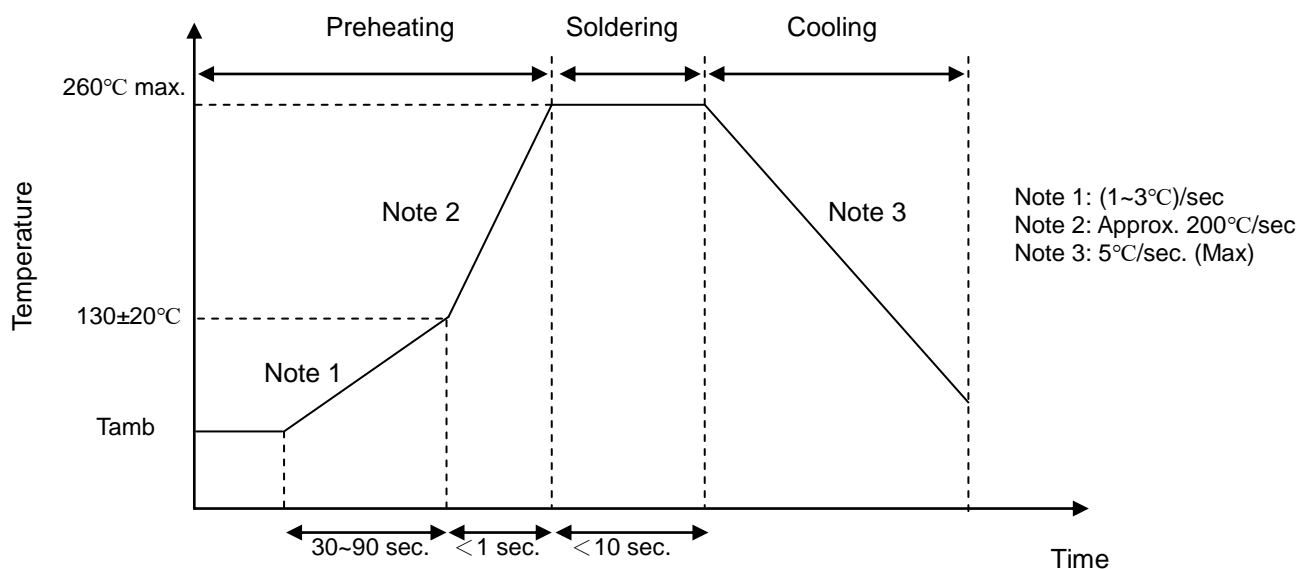 Preheating Soldering Cooling
260℃ max.
Temperature
Note 2
Note 3
Note 1: (1~3℃)/sec
Note 2: Approx. 200℃/sec
Note 3: 5℃/sec. (Max)
130±20℃
Note 1
Tamb
30~90 sec. <1 sec. <10 sec.
Time